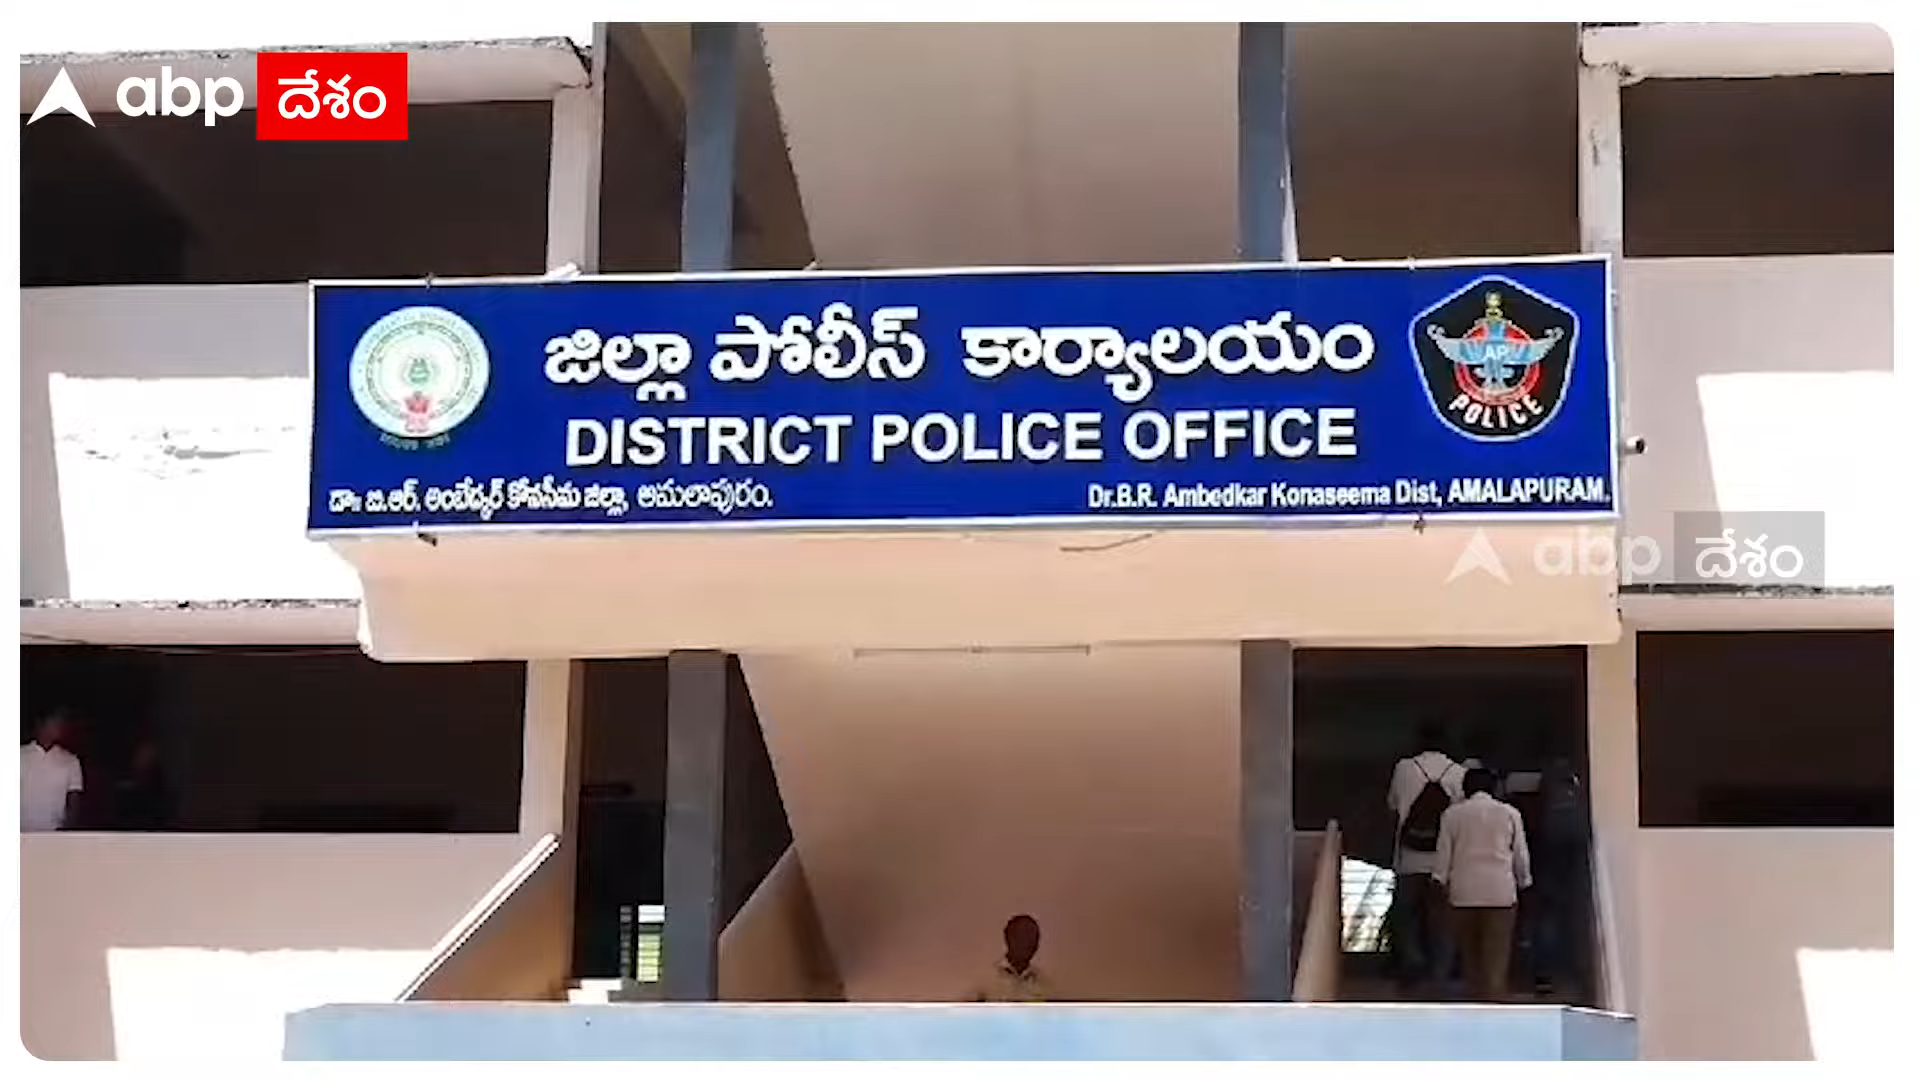 abp దేశం
జిల్లా పోలీస్ కార్యాలయం
DISTRICT POLICE OFFICE
AP
POLICE
డా॥ బి.ఆర్. అంబేద్కర్ కోనసీమ జిల్లా, అమలాపురం.
Dr.B.R. Ambedkar Konaseema Dist, AMALAPURAM.
abp దేశం